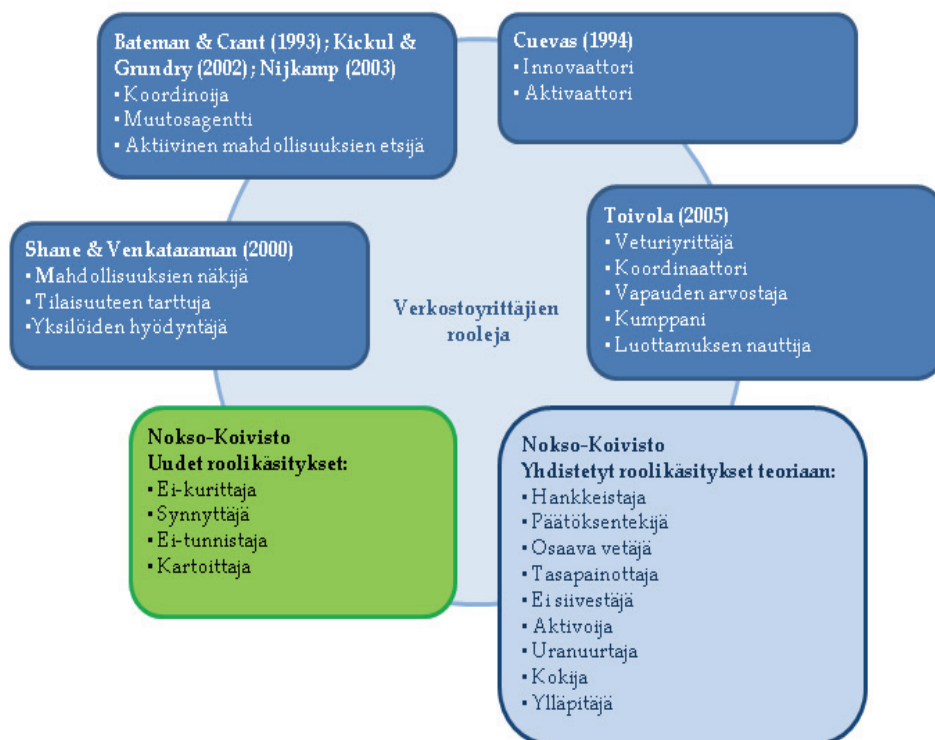 Bateman & Crant (1993); Kickul &
Grundry (2002); Nijkamp (2003)
▪ Koordinoija
▪ Muutosagentti
▪ Aktiivinen mahdollisuuksien etsijä
Cuevas (1994)
▪ Innovaattori
▪ Aktivaattori
Shane & Venkataraman (2000)
▪ Mahdollisuuksien näkijä
▪ Tilaisuuteen tarttuja
▪ Yksilöiden hyödyntäjä
Verkostoyrittäjien
rooleja
Toivola (2005)
▪ Veturiyrittäjä
▪ Koordinaattori
▪ Vapauden arvostaja
▪ Kumppani
▪ Luottamuksen nauttija
Nokso-Koivisto
Uudet roolikäsitykset:
▪ Ei-kurittaja
▪ Synnyttäjä
▪ Ei-tunnistaja
▪ Kartoittaja
Nokso-Koivisto
Yhdistetyt roolikäsitykset teoriaan:
▪ Hankkeistaja
▪ Päätöksentekijä
▪ Osaava vetäjä
▪ Tasapainottaja
▪ Ei siivestäjä
▪ Aktivoija
▪ Uranuurtaja
▪ Kokija
▪ Ylläpitäjä